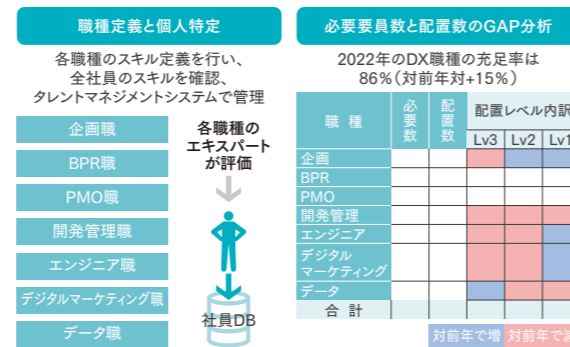 職種定義と個人特定
各職種のスキル定義を行い、
全社員のスキルを確認、
タレントマネジメントシステムで管理
企画職
BPR職
PMO職
開発管理職
エンジニア職
デジタルマーケティング職
データ職
各職種の
エキスパート
が評価
社員DB
必要要員数と配置数のGAP分析
2022年のDX職種の充足率は
86%（対前年対+15%）
職種
必要数
配置数
配置レベル内訳
Lv3 Lv2 Lv1
企画
BPR
PMO
開発管理
エンジニア
デジタル
マーケティング
データ
合計
対前年で増 対前年で減